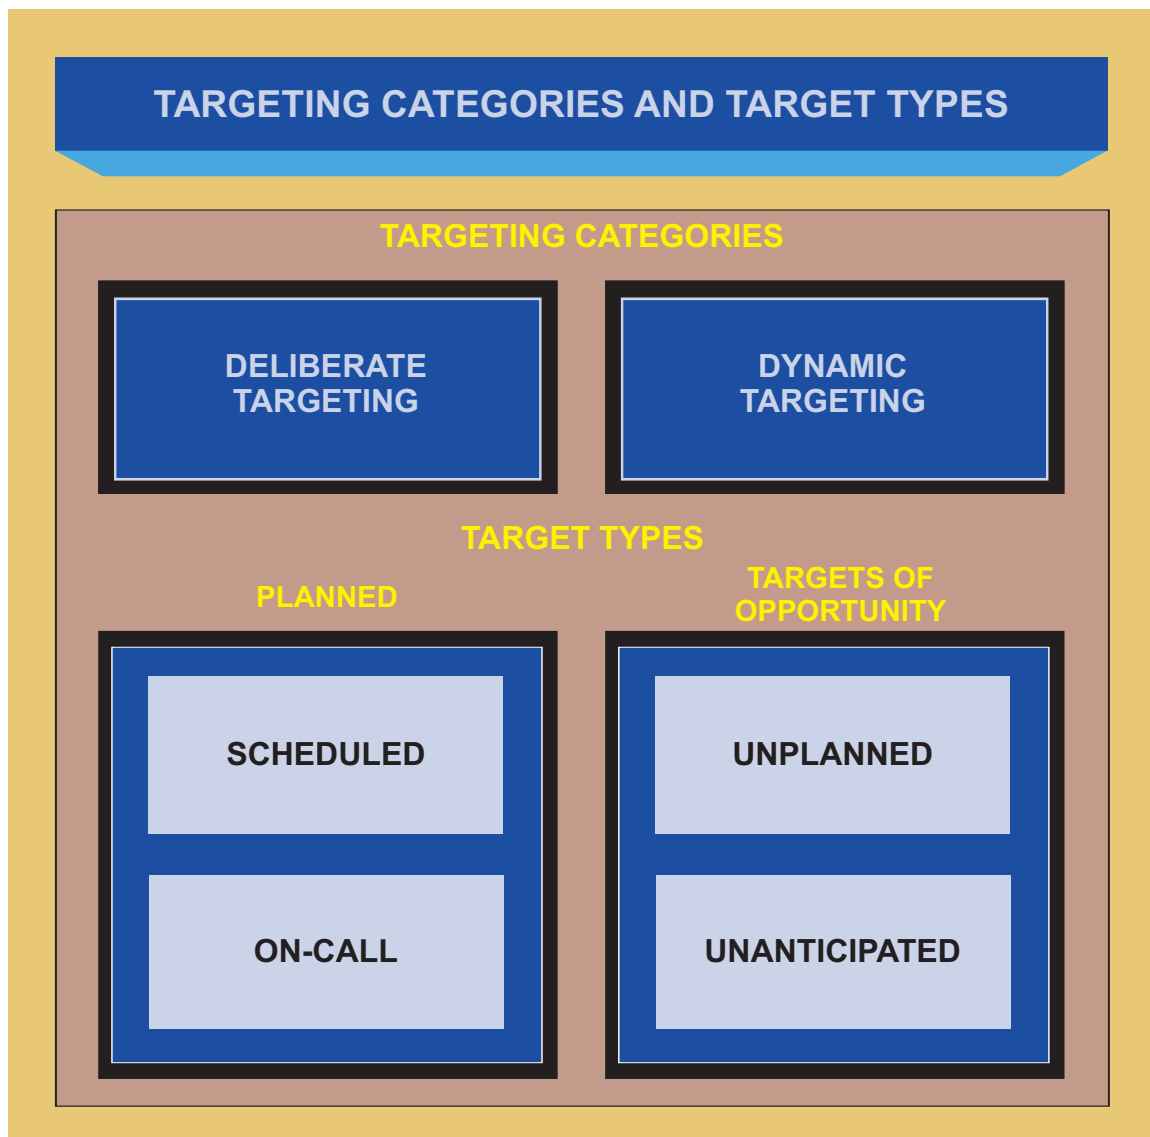 TARGETING CATEGORIES AND TARGET TYPES
TARGETING CATEGORIES
DELIBERATE
TARGETING
DYNAMIC
TARGETING
TARGET TYPES
PLANNED
TARGETS OF
OPPORTUNITY
SCHEDULED
UNPLANNED
ON-CALL
UNANTICIPATED